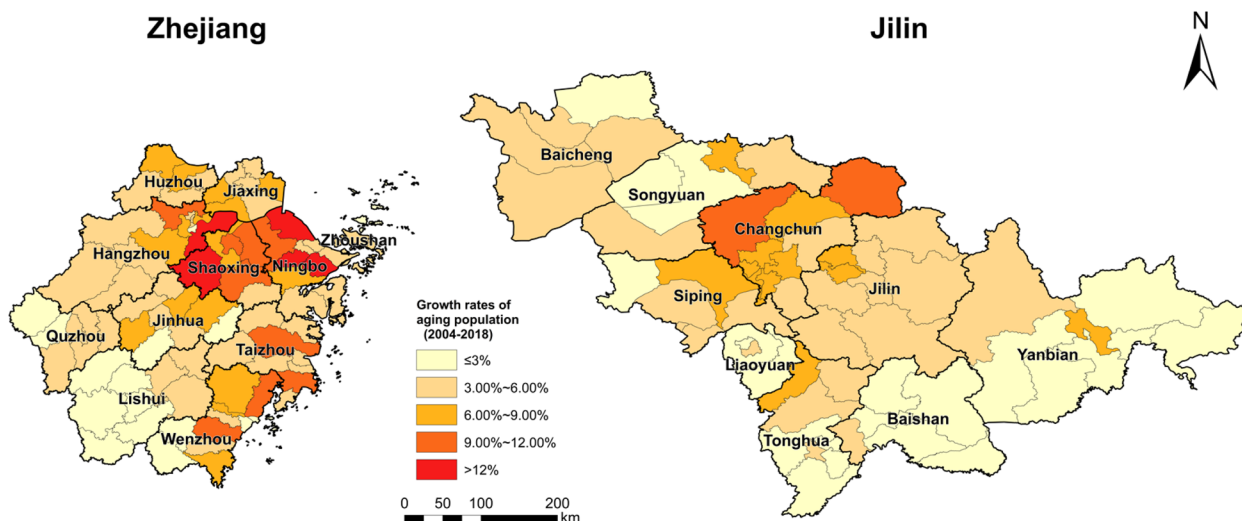 Zhejiang
Jilin
N
Huzhou
Jiaxing
Hangzhou
Zhoushan
Shaoxing
Ningbo
Quzhou
Jinhua
Taizhou
Lishui
Wenzhou
Growth rates of
aging population
(2004-2018)
≤3%
3.00%~6.00%
6.00%~9.00%
9.00%~12.00%
>12%
0 25 50 100 150 200
km
Baicheng
Songyuan
Changchun
Siping
Jilin
Liaoyuan
Yanbian
Baishan
Tonghua